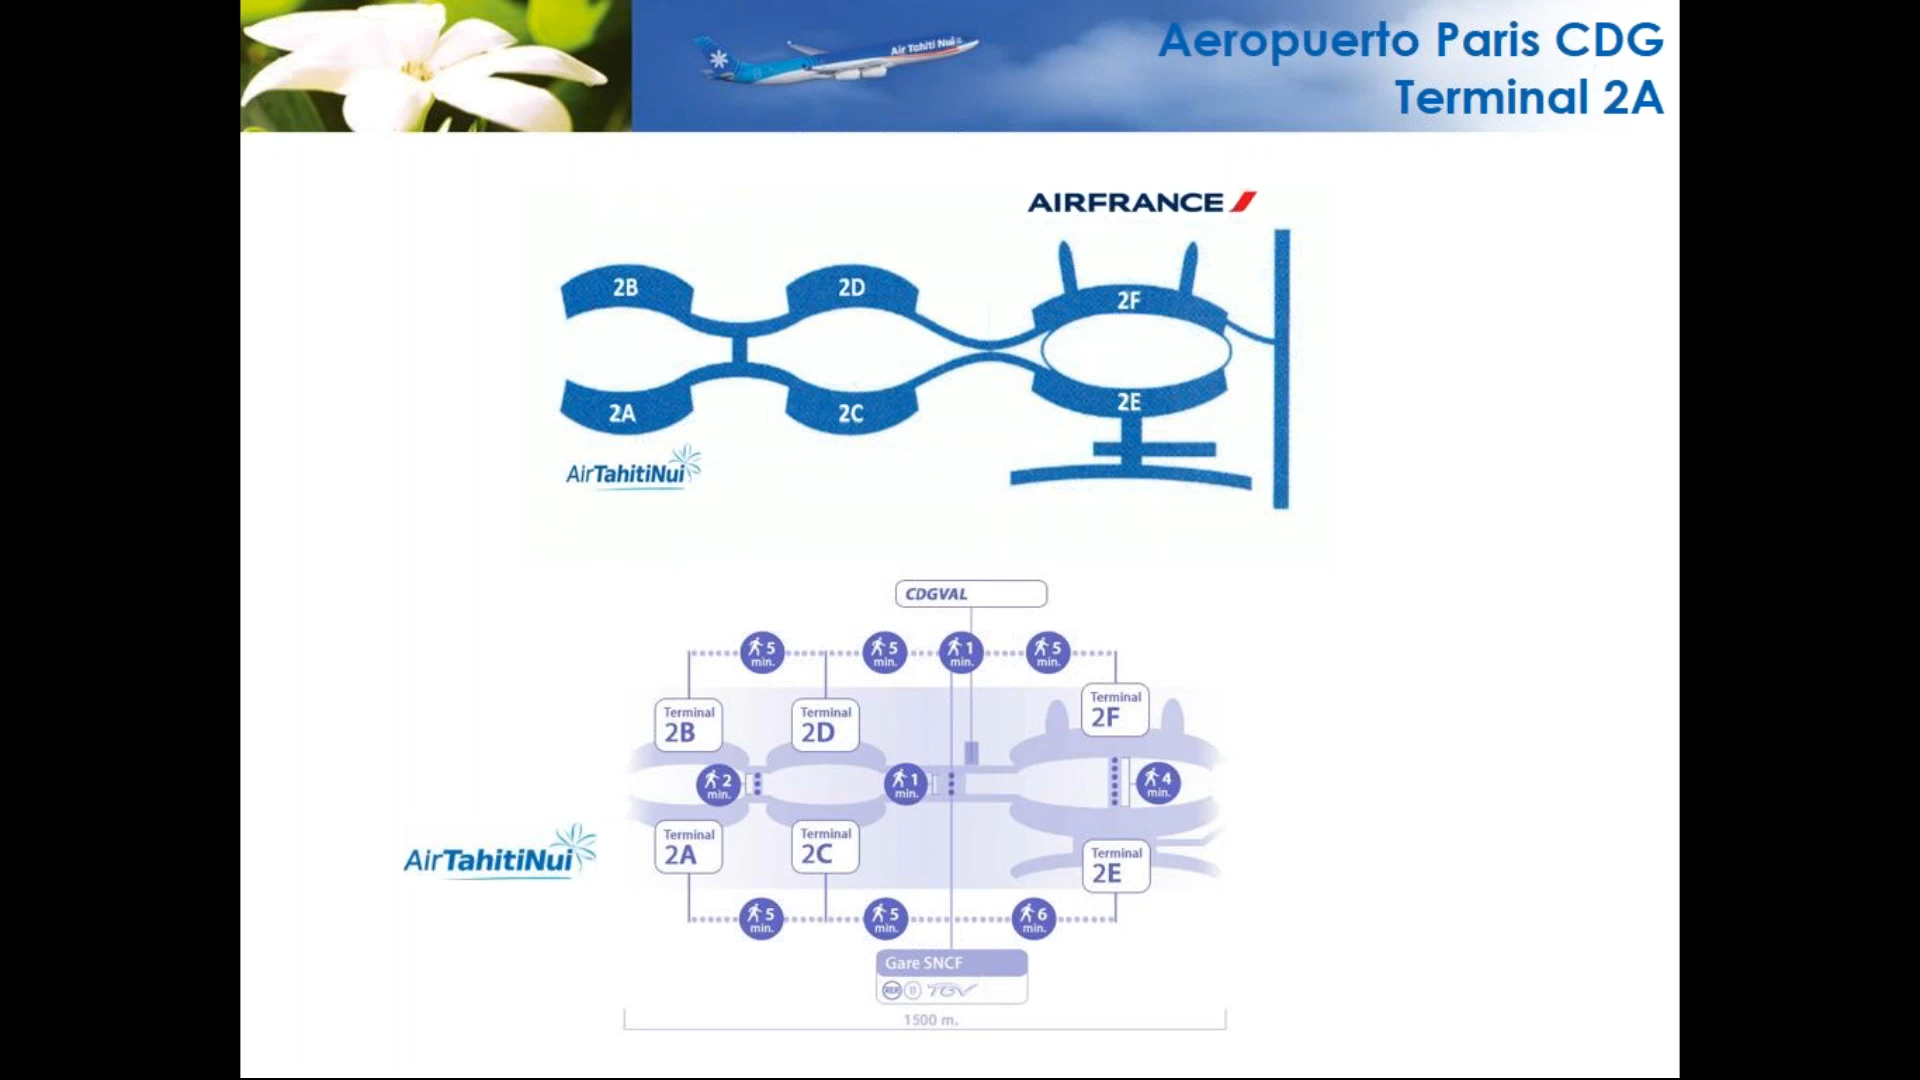 Air Tahiti Nui
Aeropuerto Paris CDG
Terminal 2A
AIRFRANCE
2B
2D
2F
2A
2C
2E
AirTahitiNui
CDGVAL
5 min.
5 min.
1 min.
5 min.
Terminal 2B
Terminal 2D
Terminal 2F
2 min.
1 min.
4 min.
AirTahitiNui
Terminal 2A
Terminal 2C
Terminal 2E
5 min.
5 min.
6 min.
Gare SNCF
RER B TGV
1500 m.